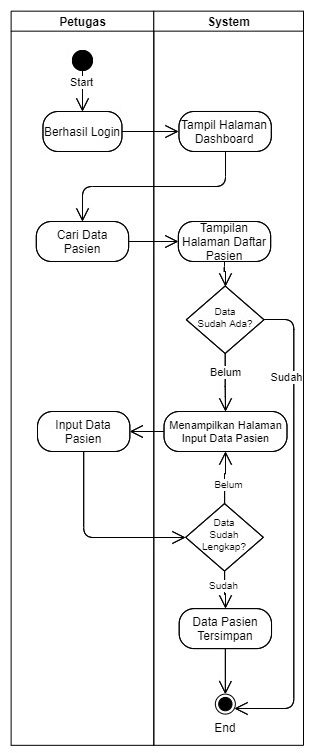 Petugas
System
Start
Berhasil Login
Tampil Halaman
Dashboard
Cari Data
Pasien
Tampilan
Halaman Daftar
Pasien
Data
Sudah Ada?
Belum
Sudah
Input Data
Pasien
Menampilkan Halaman
Input Data Pasien
Belum
Data
Sudah
Lengkap?
Sudah
Data Pasien
Tersimpan
End